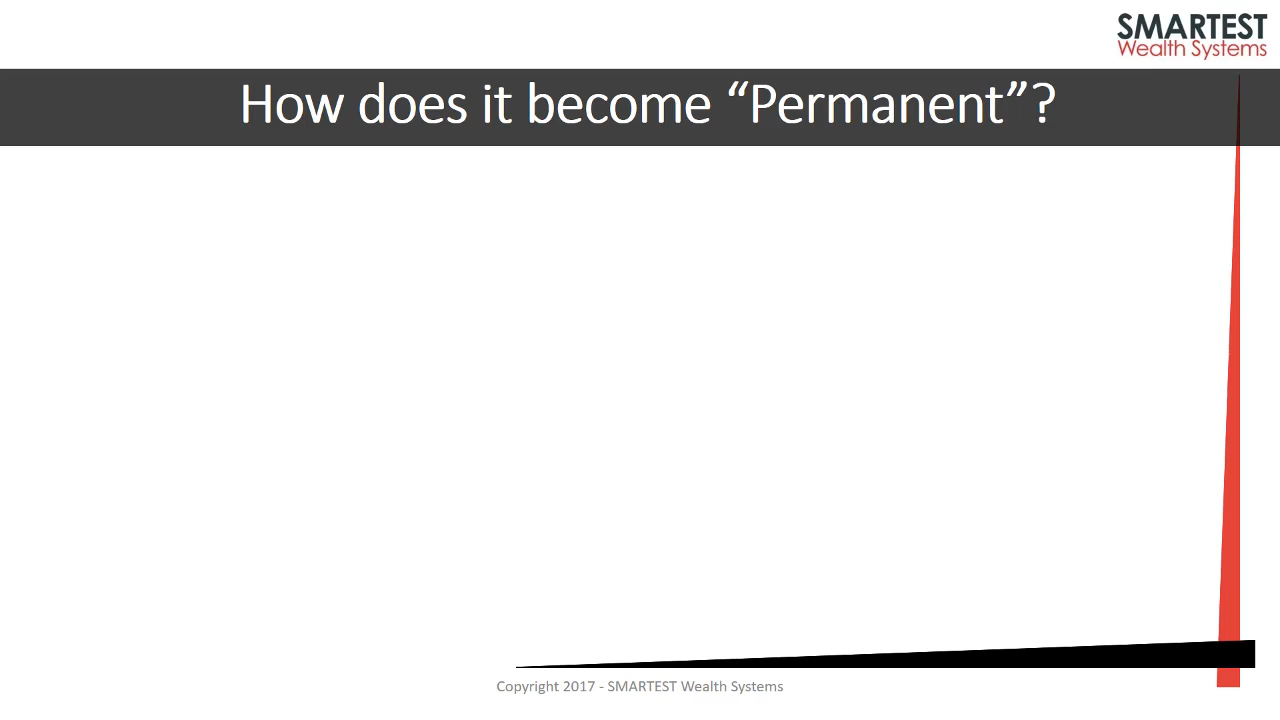 SMARTEST
Wealth Systems
How does it become “Permanent”?
Copyright 2017 - SMARTEST Wealth Systems